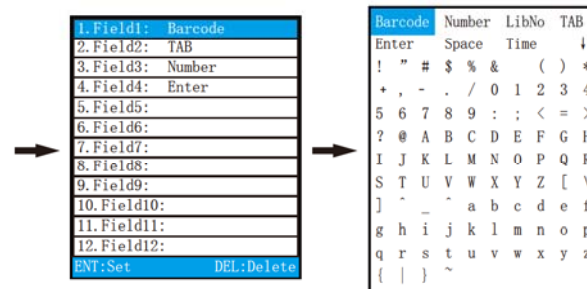 1. Field1: Barcode
2. Field2: TAB
3. Field3: Number
4. Field4: Enter
5. Field5:
6. Field6:
7. Field7:
8. Field8:
9. Field9:
10. Field10:
11. Field11:
12. Field12:
ENT:Set DEL:Delete
Barcode Number LibNo TAB
Enter Space Time ↓
! " # $ % & ( )
+ , - . / 0 1 2 3
5 6 7 8 9 : ; < =
? @ A B C D E F G
I J K L M N O P Q
S T U V W X Y Z [
] ^ _ ^ a b c d e
g h i j k l m n o
q r s t u v w x y
{ | } ~